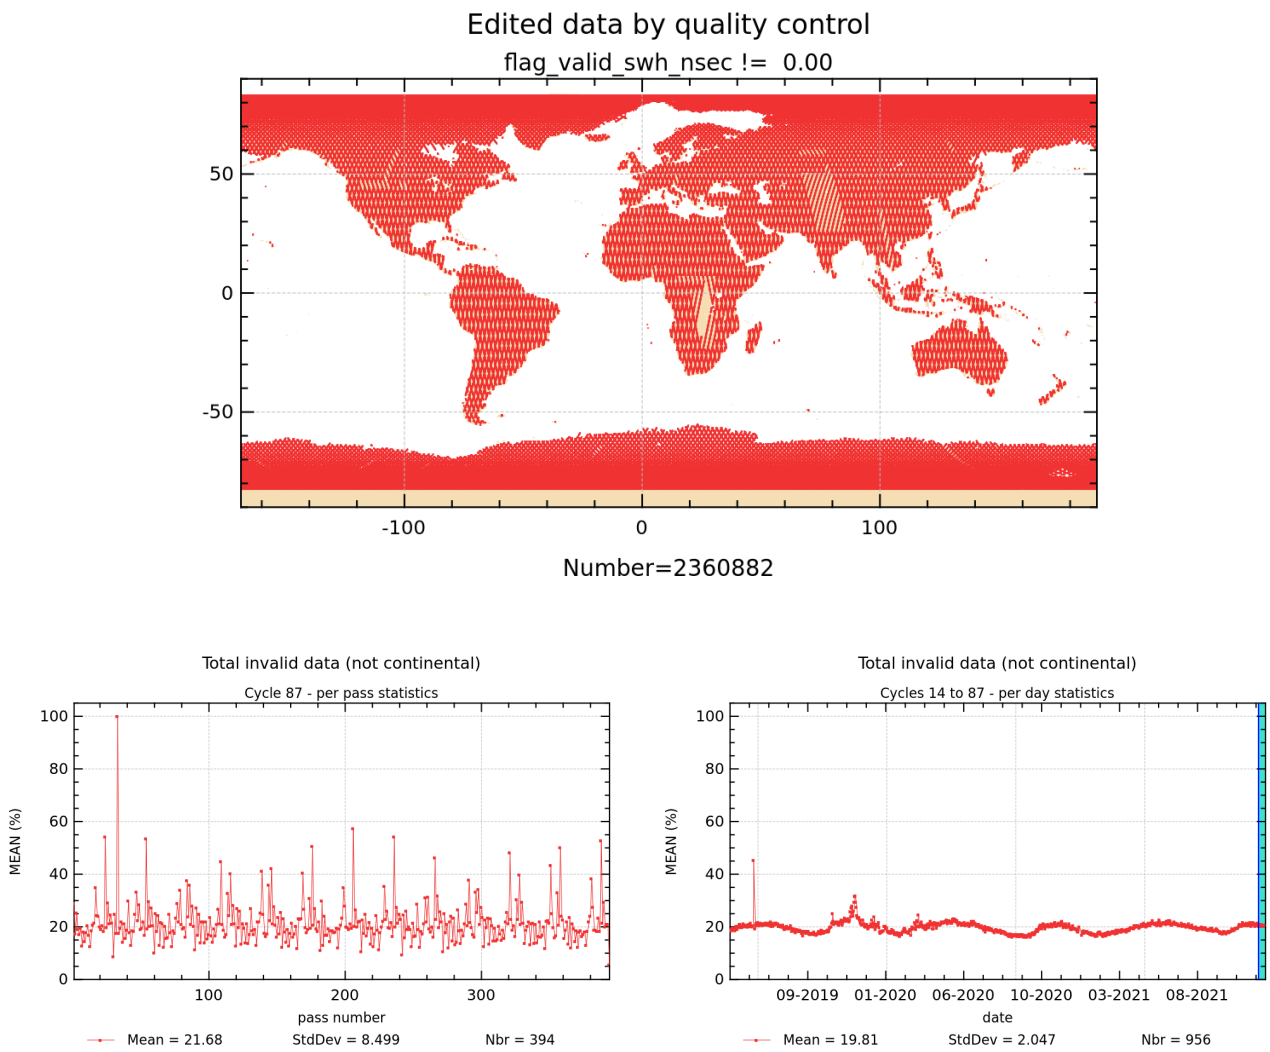 Edited data by quality control
flag_valid_swh_nsec !=  0.00
50
0
-50
-100
0
100
Number=2360882
Total invalid data (not continental)
Cycle 87 - per pass statistics
MEAN (%)
100
80
60
40
20
0
100
200
300
pass number
Mean = 21.68
StdDev = 8.499
Nbr = 394
Total invalid data (not continental)
Cycles 14 to 87 - per day statistics
MEAN (%)
100
80
60
40
20
0
09-2019
01-2020
06-2020
10-2020
03-2021
08-2021
date
Mean = 19.81
StdDev = 2.047
Nbr = 956